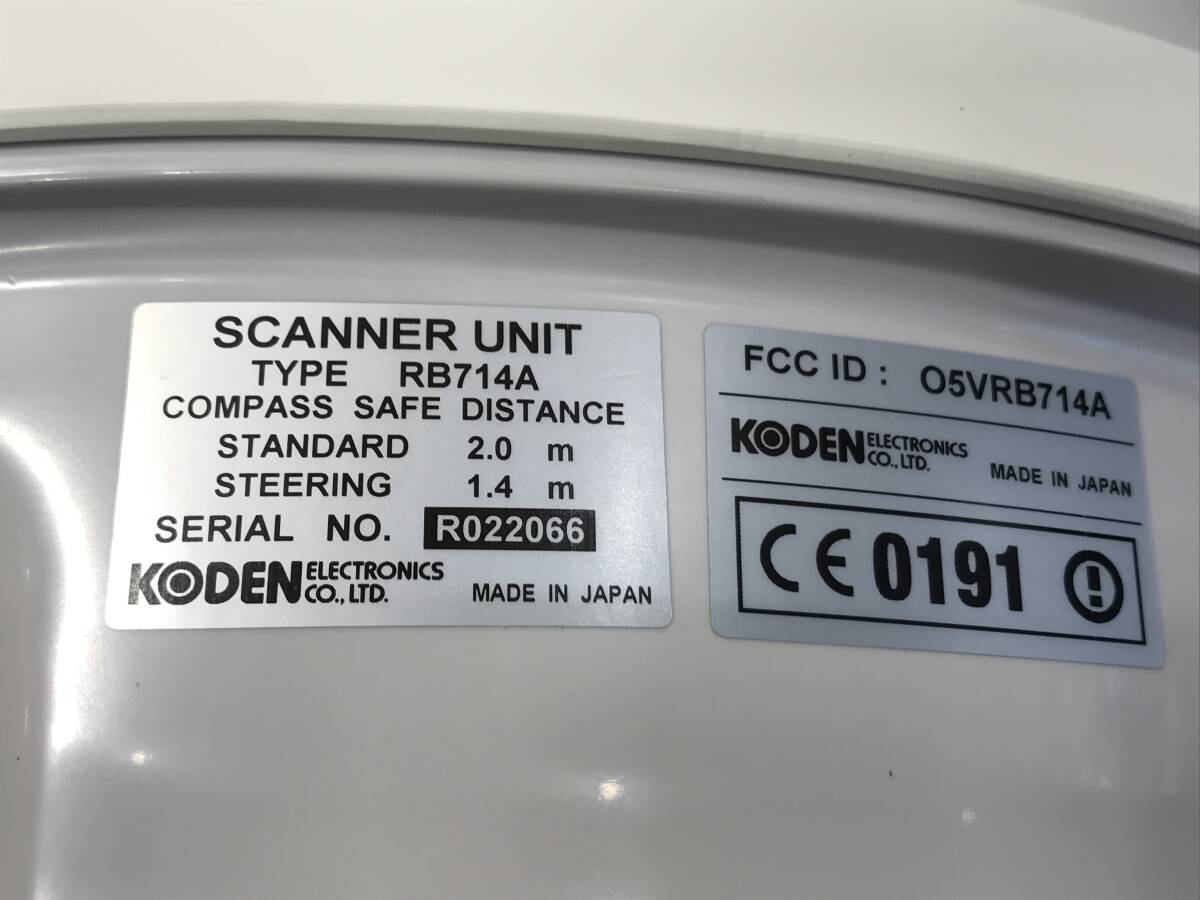 SCANNER UNIT
TYPE RB714A
COMPASS SAFE DISTANCE
STANDARD 2.0 m
STEERING 1.4 m
SERIAL NO. R022066
KODEN ELECTRONICS CO., LTD. MADE IN JAPAN
FCC ID : O5VRB714A
KODEN ELECTRONICS CO., LTD. MADE IN JAPAN
CE 0191 !